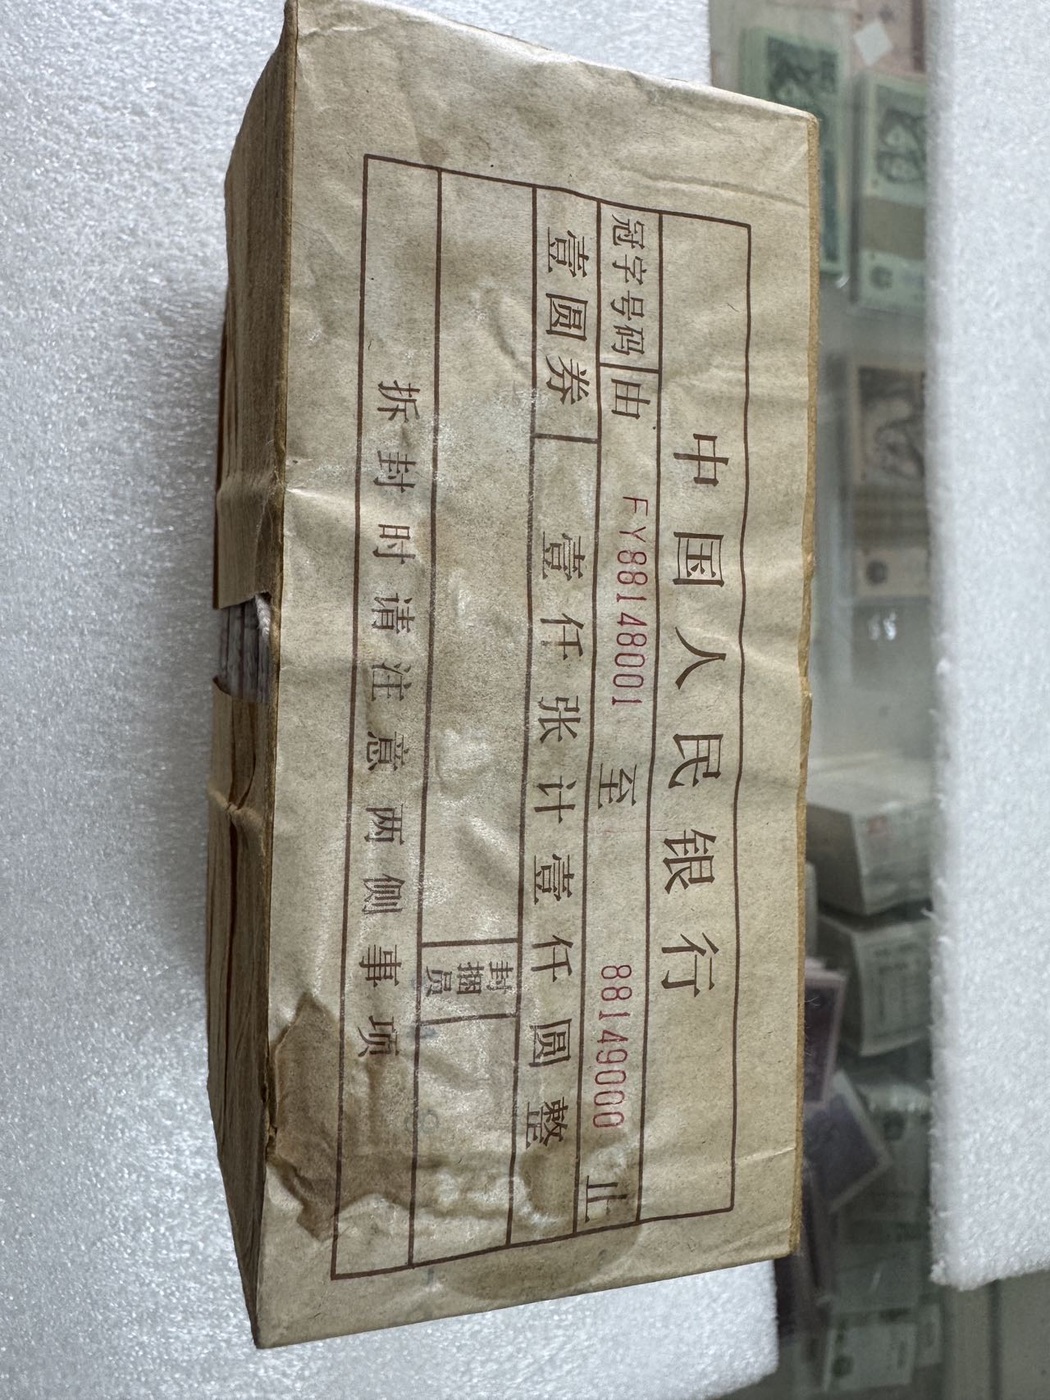 中国人民银行
冠字号码 由 FY88148001 至 88149000 止
壹圆券 壹仟张计壹仟圆整
封捆员
拆封时请注意两侧事项